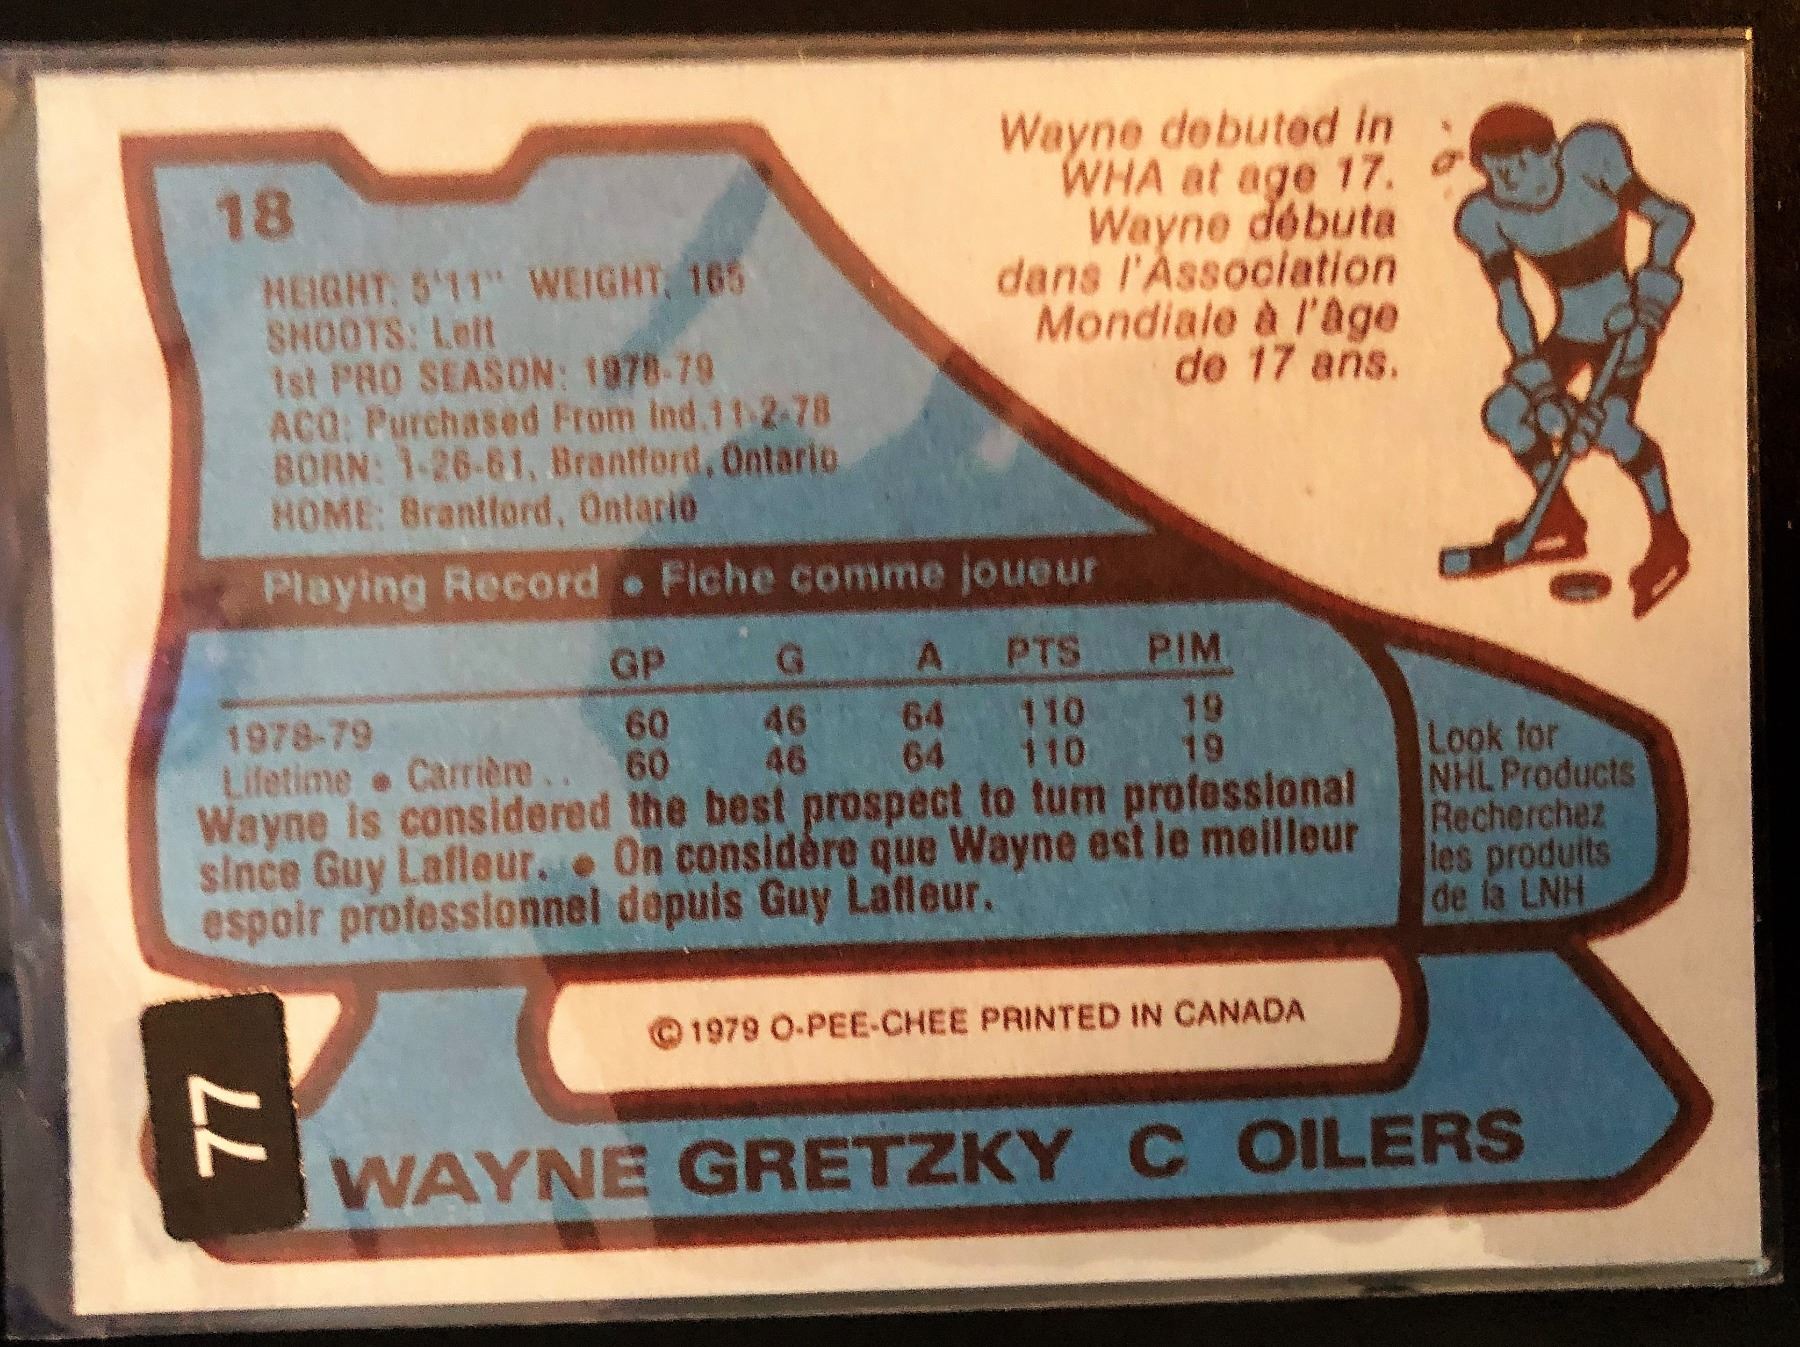 18
HEIGHT: 5'11" WEIGHT: 165
SHOOTS: Left
1st PRO SEASON: 1978-79
ACQ: Purchased From Ind. 11-2-78
BORN: 1-26-61, Brantford, Ontario
HOME: Brantford, Ontario
Wayne debuted in
WHA at age 17.
Wayne débuta
dans l'Association
Mondiale à l'âge
de 17 ans.
Playing Record • Fiche comme joueur
GP G A PTS PIM
1978-79 60 46 64 110 19
Lifetime • Carrière .. 60 46 64 110 19
Wayne is considered the best prospect to turn professional
since Guy Lafleur. • On considère que Wayne est le meilleur
espoir professionnel depuis Guy Lafleur.
Look for
NHL Products
Recherchez
les produits
de la LNH
© 1979 O-PEE-CHEE PRINTED IN CANADA
77
WAYNE GRETZKY C OILERS